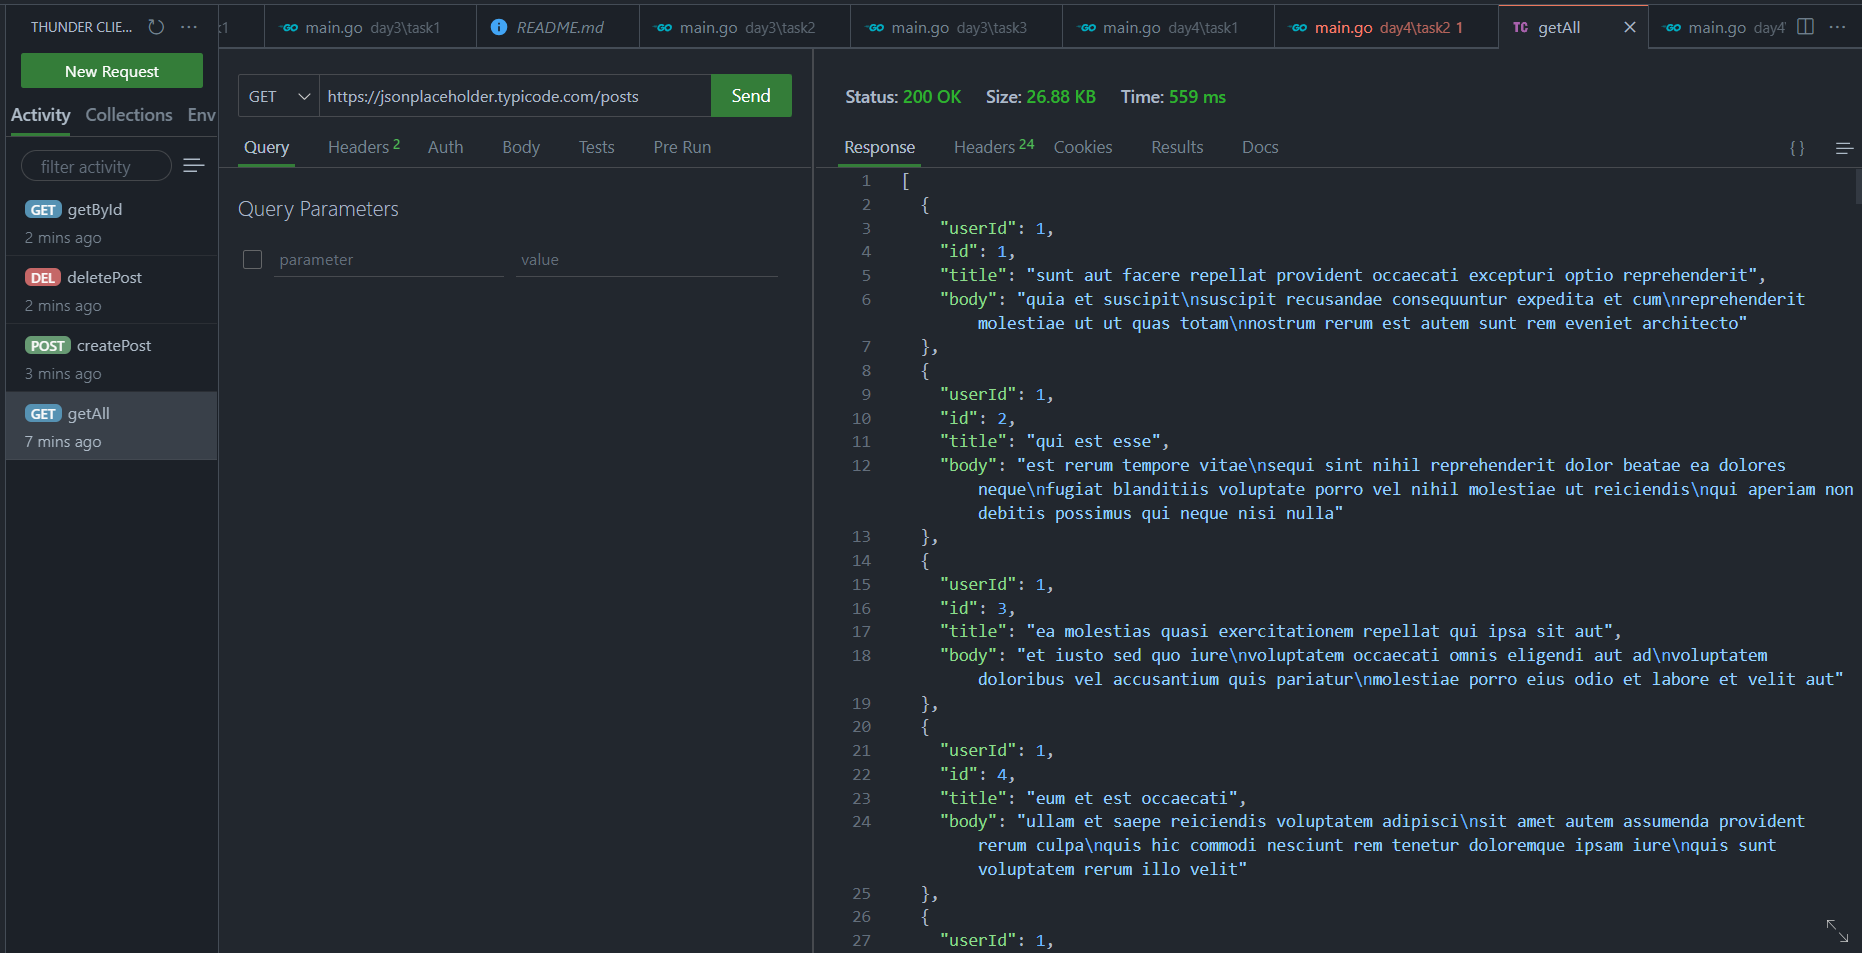 THUNDER CLIE...
New Request
Activity Collections Env
filter activity
GET getById
2 mins ago
DEL deletePost
2 mins ago
POST createPost
3 mins ago
GET getAll
7 mins ago
k1 main.go day3\task1 README.md main.go day3\task2 main.go day3\task3 main.go day4\task1 main.go day4\task2 1 TC getAll main.go day4
GET https://jsonplaceholder.typicode.com/posts Send
Query Headers 2 Auth Body Tests Pre Run
Query Parameters
parameter value
Status: 200 OK Size: 26.88 KB Time: 559 ms
Response Headers 24 Cookies Results Docs {}
1 [
2 {
3 "userId": 1,
4 "id": 1,
5 "title": "sunt aut facere repellat provident occaecati excepturi optio reprehenderit",
6 "body": "quia et suscipit\nsuscipit recusandae consequuntur expedita et cum\nreprehenderit
molestiae ut ut quas totam\nnostrum rerum est autem sunt rem eveniet architecto"
7 },
8 {
9 "userId": 1,
10 "id": 2,
11 "title": "qui est esse",
12 "body": "est rerum tempore vitae\nsequi sint nihil reprehenderit dolor beatae ea dolores
neque\nfugiat blanditiis voluptate porro vel nihil molestiae ut reiciendis\nqui aperiam non
debitis possimus qui neque nisi nulla"
13 },
14 {
15 "userId": 1,
16 "id": 3,
17 "title": "ea molestias quasi exercitationem repellat qui ipsa sit aut",
18 "body": "et iusto sed quo iure\nvoluptatem occaecati omnis eligendi aut ad\nvoluptatem
doloribus vel accusantium quis pariatur\nmolestiae porro eius odio et labore et velit aut"
19 },
20 {
21 "userId": 1,
22 "id": 4,
23 "title": "eum et est occaecati",
24 "body": "ullam et saepe reiciendis voluptatem adipisci\nsit amet autem assumenda provident
rerum culpa\nquis hic commodi nesciunt rem tenetur doloremque ipsam iure\nquis sunt
voluptatem rerum illo velit"
25 },
26 {
27 "userId": 1,